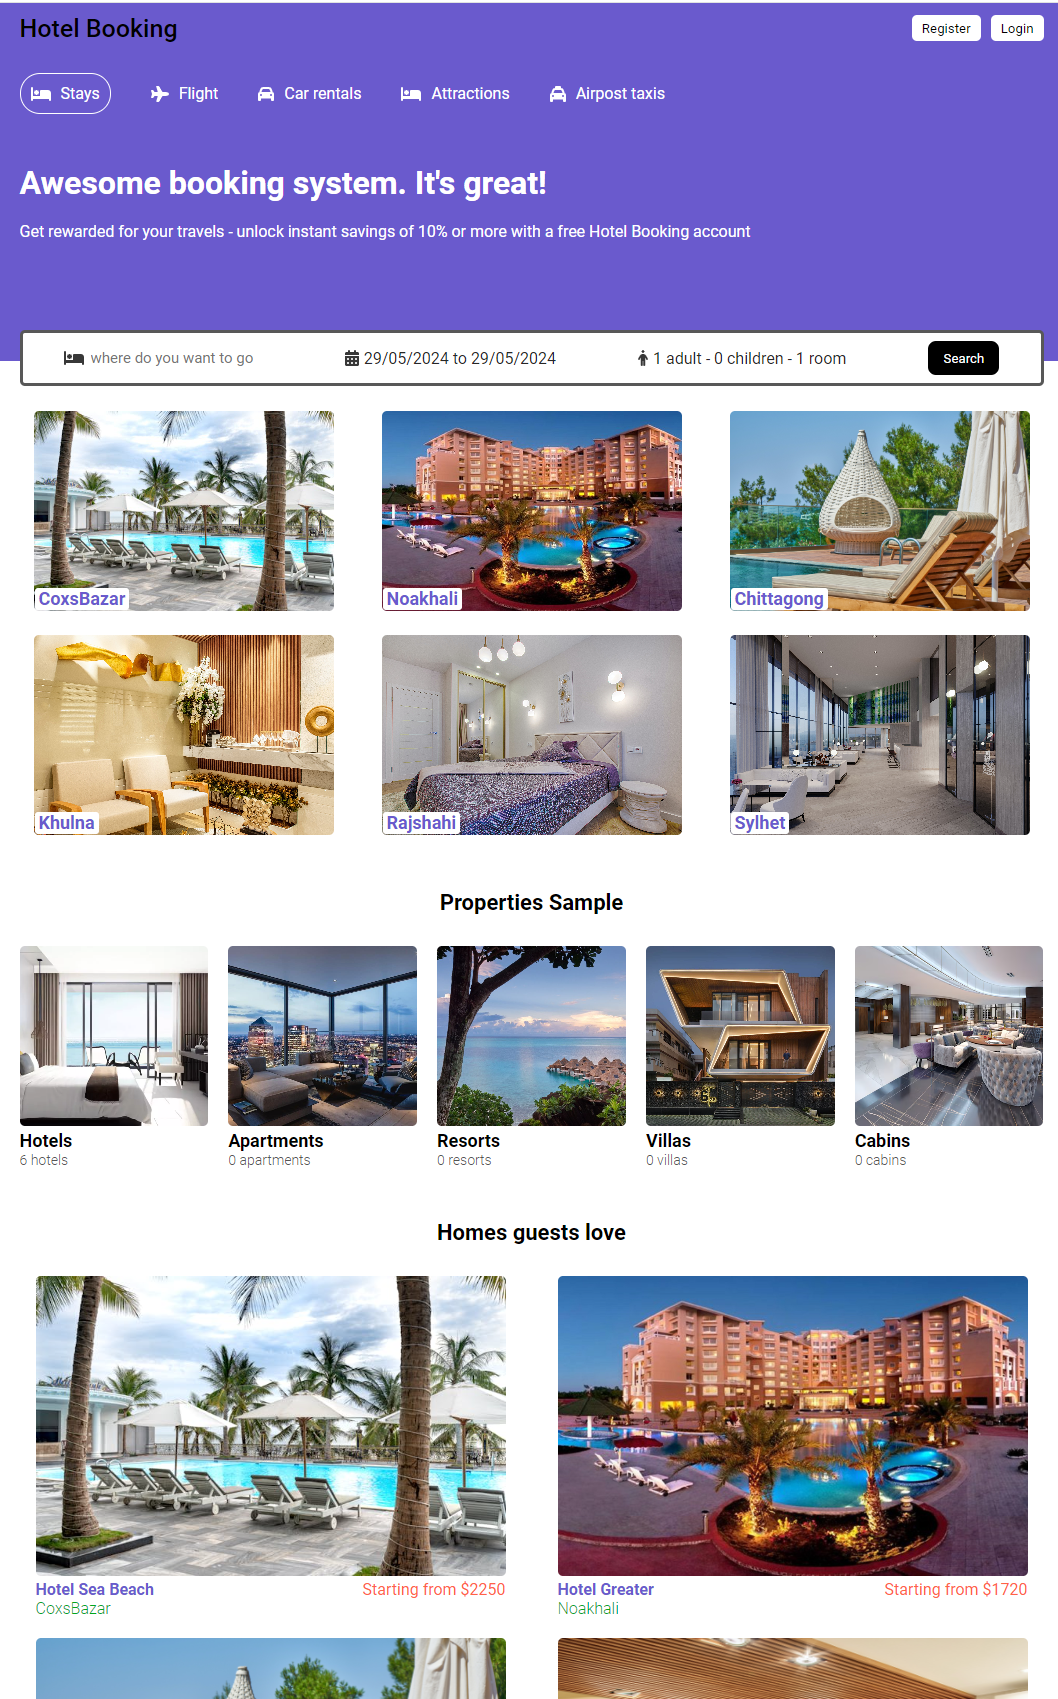 Hotel Booking
Register
Login
Stays
Flight
Car rentals
Attractions
Airpost taxis
Awesome booking system. It's great!
Get rewarded for your travels - unlock instant savings of 10% or more with a free Hotel Booking account
where do you want to go
29/05/2024 to 29/05/2024
1 adult - 0 children - 1 room
Search
CoxsBazar
Noakhali
Chittagong
Khulna
Rajshahi
Sylhet
Properties Sample
Hotels
6 hotels
Apartments
0 apartments
Resorts
0 resorts
Villas
0 villas
Cabins
0 cabins
Homes guests love
Hotel Sea Beach
Starting from $2250
CoxsBazar
Hotel Greater
Starting from $1720
Noakhali